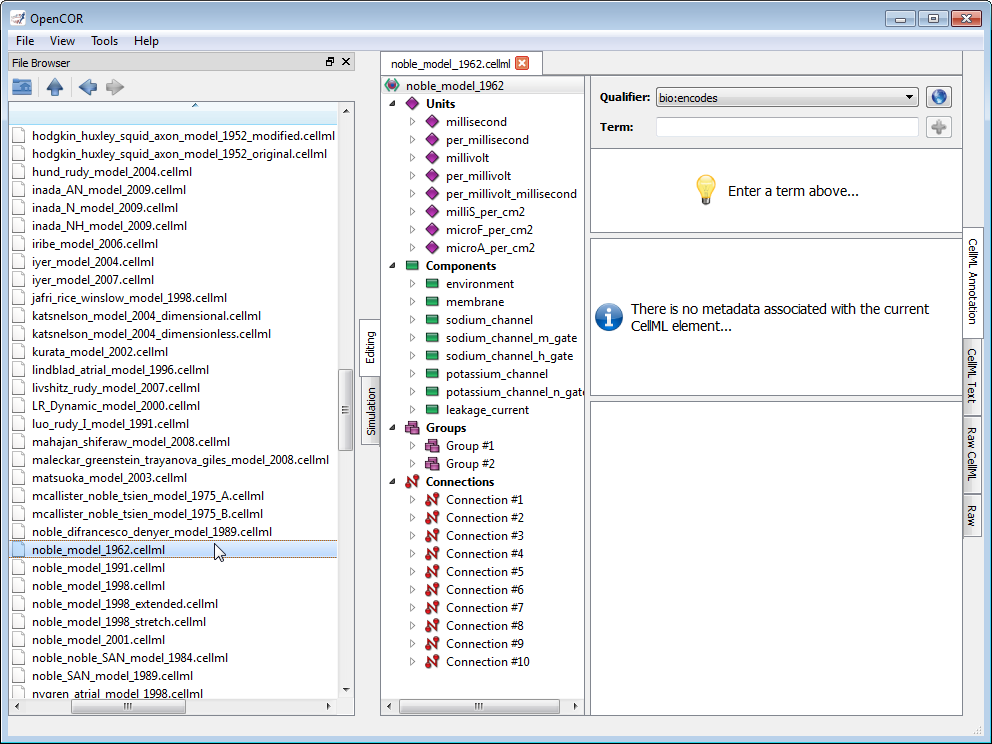 OpenCOR
File View Tools Help
File Browser
hodgkin_huxley_squid_axon_model_1952_modified.cellml
hodgkin_huxley_squid_axon_model_1952_original.cellml
hund_rudy_model_2004.cellml
inada_AN_model_2009.cellml
inada_N_model_2009.cellml
inada_NH_model_2009.cellml
iribe_model_2006.cellml
iyer_model_2004.cellml
iyer_model_2007.cellml
jafri_rice_winslow_model_1998.cellml
katsnelson_model_2004_dimensional.cellml
katsnelson_model_2004_dimensionless.cellml
kurata_model_2002.cellml
lindblad_atrial_model_1996.cellml
livshitz_rudy_model_2007.cellml
LR_Dynamic_model_2000.cellml
luo_rudy_I_model_1991.cellml
mahajan_shiferaw_model_2008.cellml
maleckar_greenstein_trayanova_giles_model_2008.cellml
matsuoka_model_2003.cellml
mcallister_noble_tsien_model_1975_A.cellml
mcallister_noble_tsien_model_1975_B.cellml
noble_difrancesco_denyer_model_1989.cellml
noble_model_1962.cellml
noble_model_1991.cellml
noble_model_1998.cellml
noble_model_1998_extended.cellml
noble_model_1998_stretch.cellml
noble_model_2001.cellml
noble_noble_SAN_model_1984.cellml
noble_SAN_model_1989.cellml
nygren_atrial_model_1998.cellml
Editing
Simulation
noble_model_1962.cellml
noble_model_1962
Units
millisecond
per_millisecond
millivolt
per_millivolt
per_millivolt_millisecond
milliS_per_cm2
microF_per_cm2
microA_per_cm2
Components
environment
membrane
sodium_channel
sodium_channel_m_gate
sodium_channel_h_gate
potassium_channel
potassium_channel_n_gate
leakage_current
Groups
Group #1
Group #2
Connections
Connection #1
Connection #2
Connection #3
Connection #4
Connection #5
Connection #6
Connection #7
Connection #8
Connection #9
Connection #10
Qualifier: bio:encodes
Term:
Enter a term above...
There is no metadata associated with the current
CellML element...
CellML Annotation
CellML Text
Raw CellML
Raw